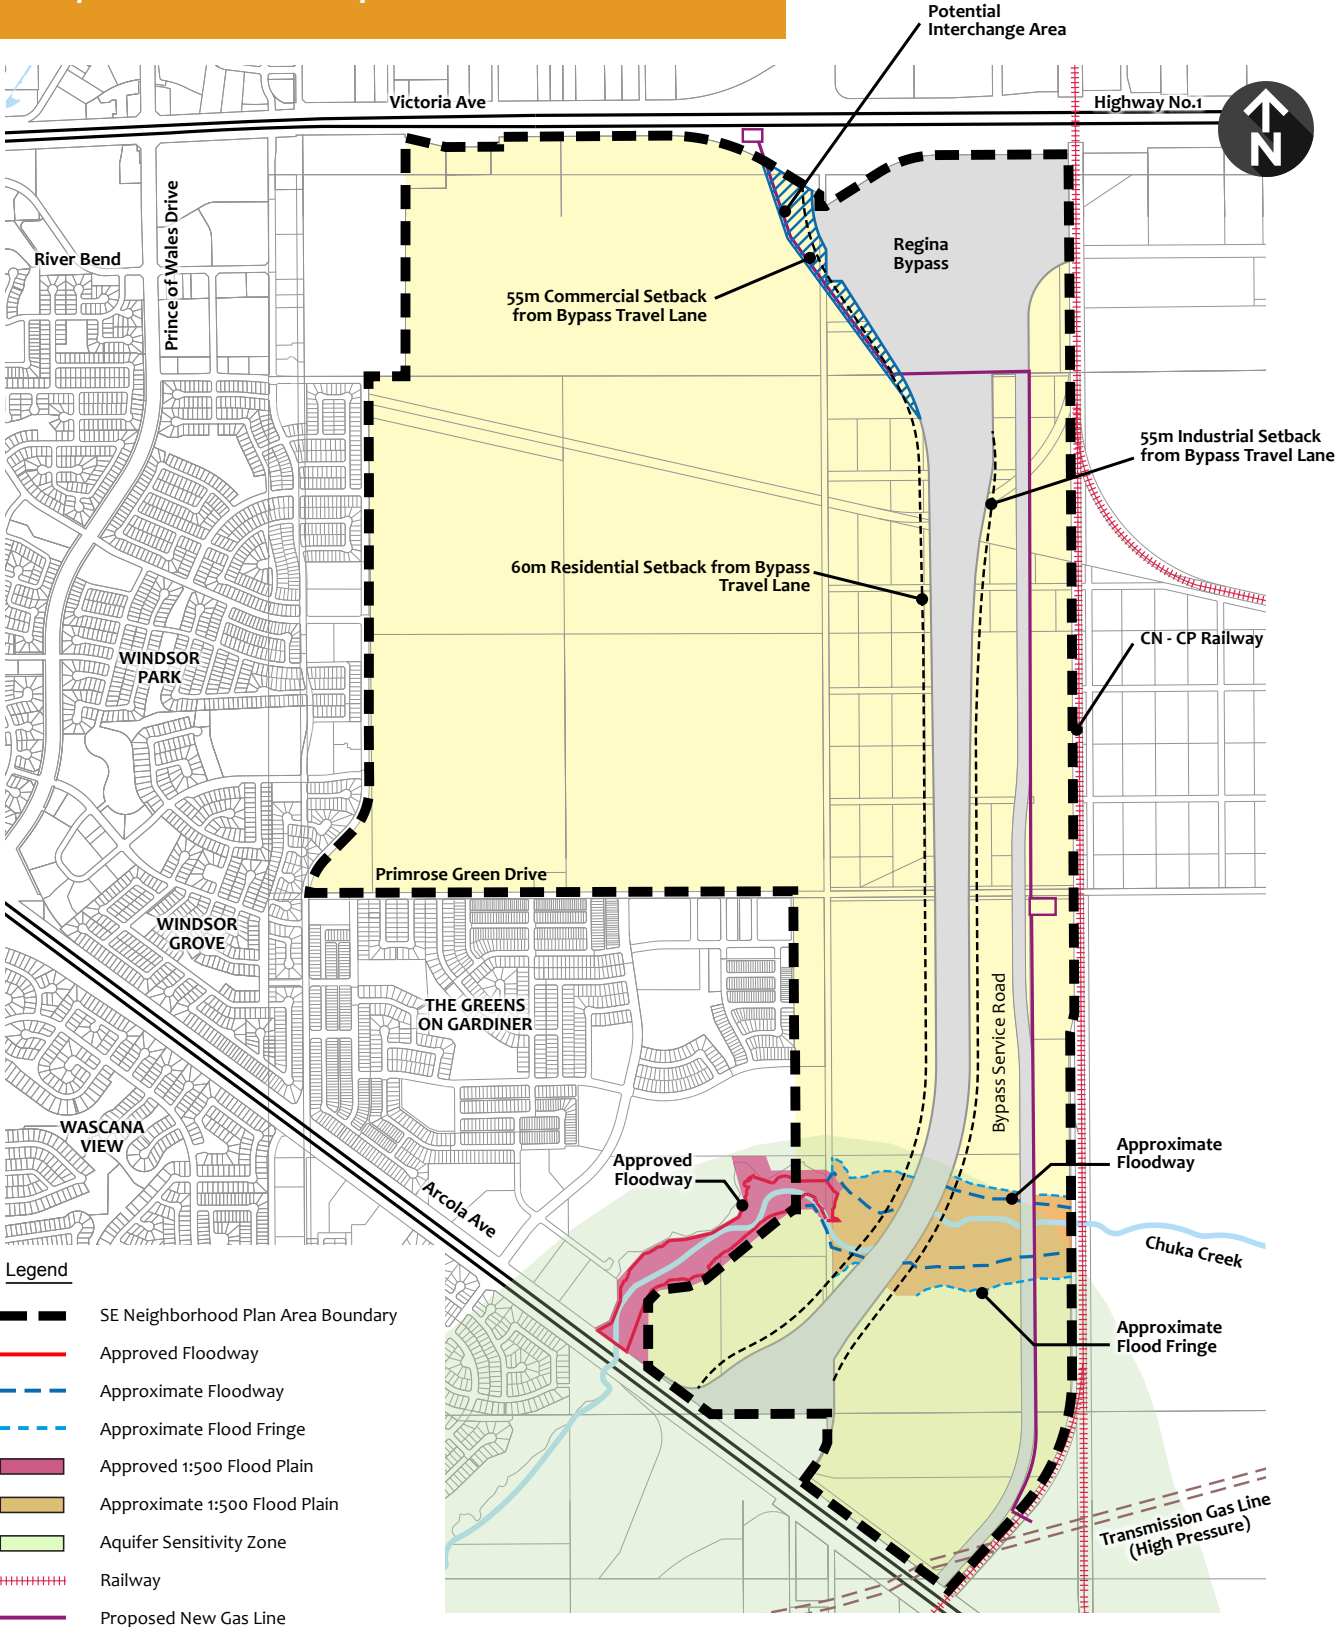 Potential
Interchange Area
Victoria Ave
Highway No.1
N
Prince of Wales Drive
River Bend
Regina
Bypass
55m Commercial Setback
from Bypass Travel Lane
55m Industrial Setback
from Bypass Travel Lane
60m Residential Setback from Bypass
Travel Lane
CN - CP Railway
WINDSOR
PARK
Primrose Green Drive
WINDSOR
GROVE
THE GREENS
ON GARDINER
Bypass Service Road
WASCANA
VIEW
Approved
Floodway
Approximate
Floodway
Arcola Ave
Chuka Creek
Approximate
Flood Fringe
Transmission Gas Line
(High Pressure)
Legend
SE Neighborhood Plan Area Boundary
Approved Floodway
Approximate Floodway
Approximate Flood Fringe
Approved 1:500 Flood Plain
Approximate 1:500 Flood Plain
Aquifer Sensitivity Zone
Railway
Proposed New Gas Line